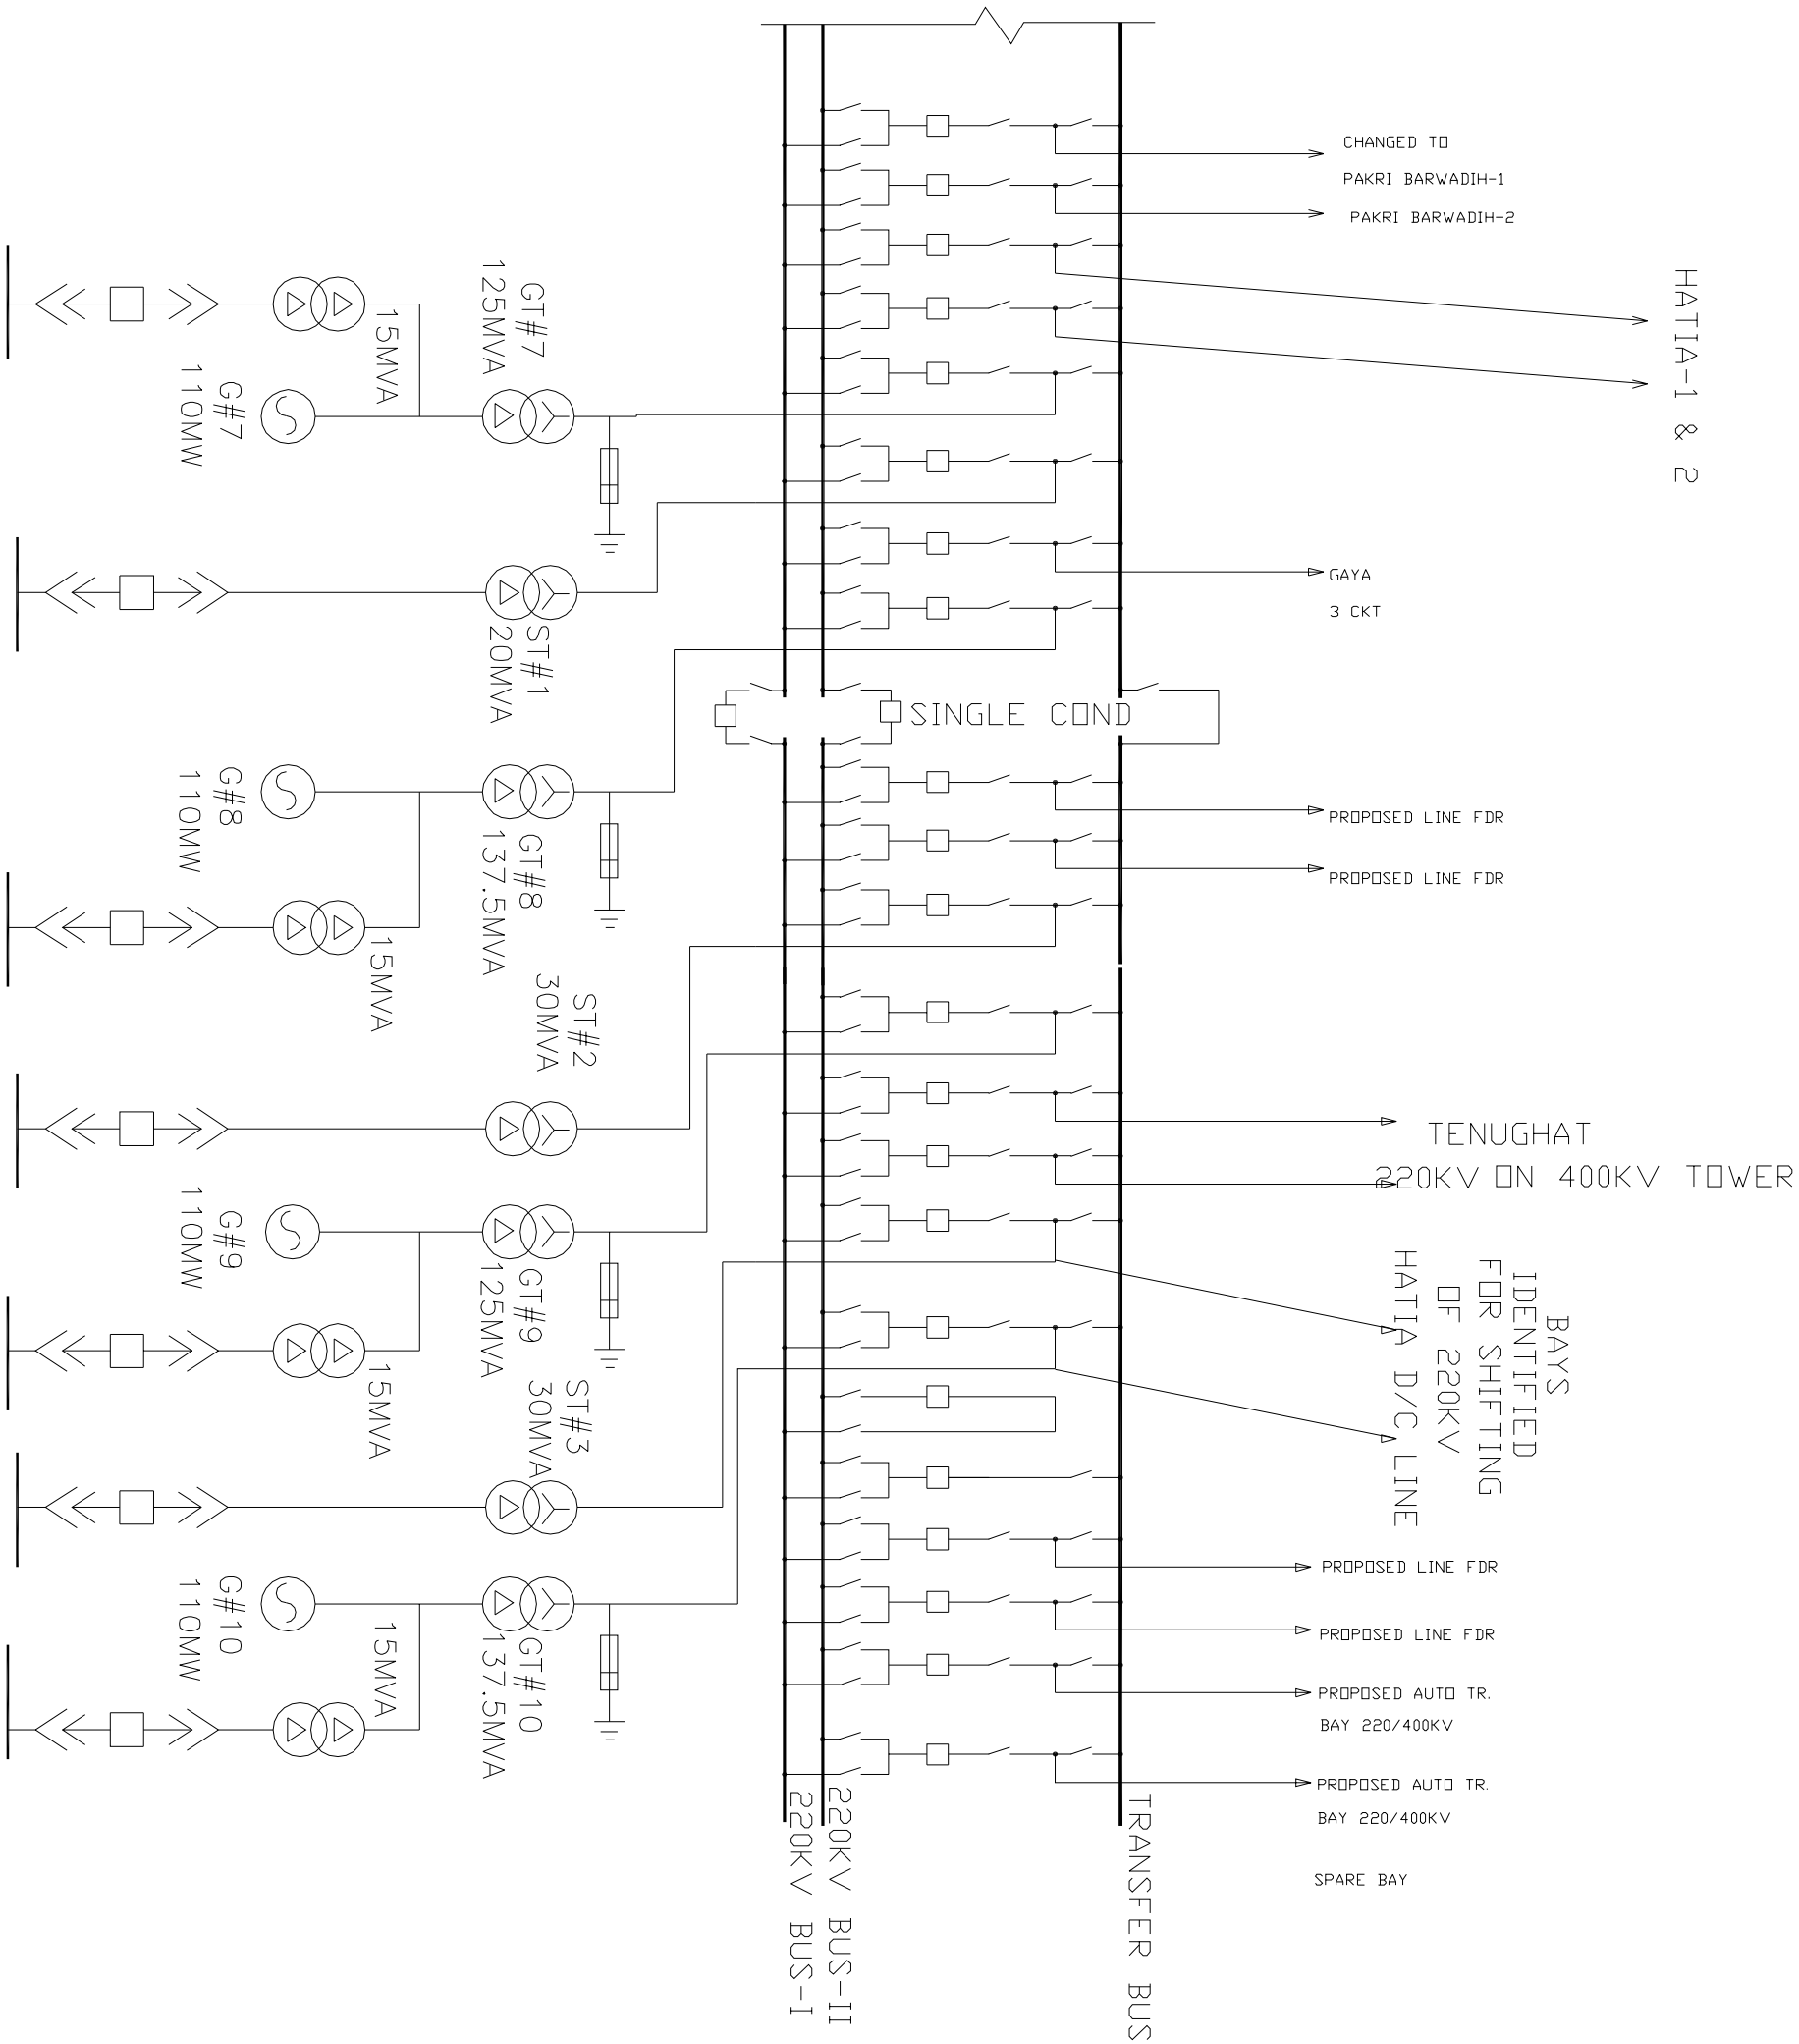 CHANGED TO
PAKRI BARWADIH-1
PAKRI BARWADIH-2
HATIA-1 & 2
GT#7
125MVA
15MVA
G#7
110MW
GAYA
3 CKT
ST#1
20MVA
SINGLE COND
G#8
110MW
GT#8
137.5MVA
15MVA
PROPOSED LINE FDR
PROPOSED LINE FDR
ST#2
30MVA
TENUGHAT
220KV ON 400KV TOWER
G#9
110MW
GT#9
125MVA
15MVA
BAYS
IDENTIFIED
FOR SHIFTING
OF 220KV
HATIA D/C LINE
ST#3
30MVA
PROPOSED LINE FDR
G#10
110MW
GT#10
137.5MVA
15MVA
PROPOSED LINE FDR
PROPOSED AUTO TR.
BAY 220/400KV
PROPOSED AUTO TR.
BAY 220/400KV
SPARE BAY
TRANSFER BUS
220KV BUS-II
220KV BUS-I